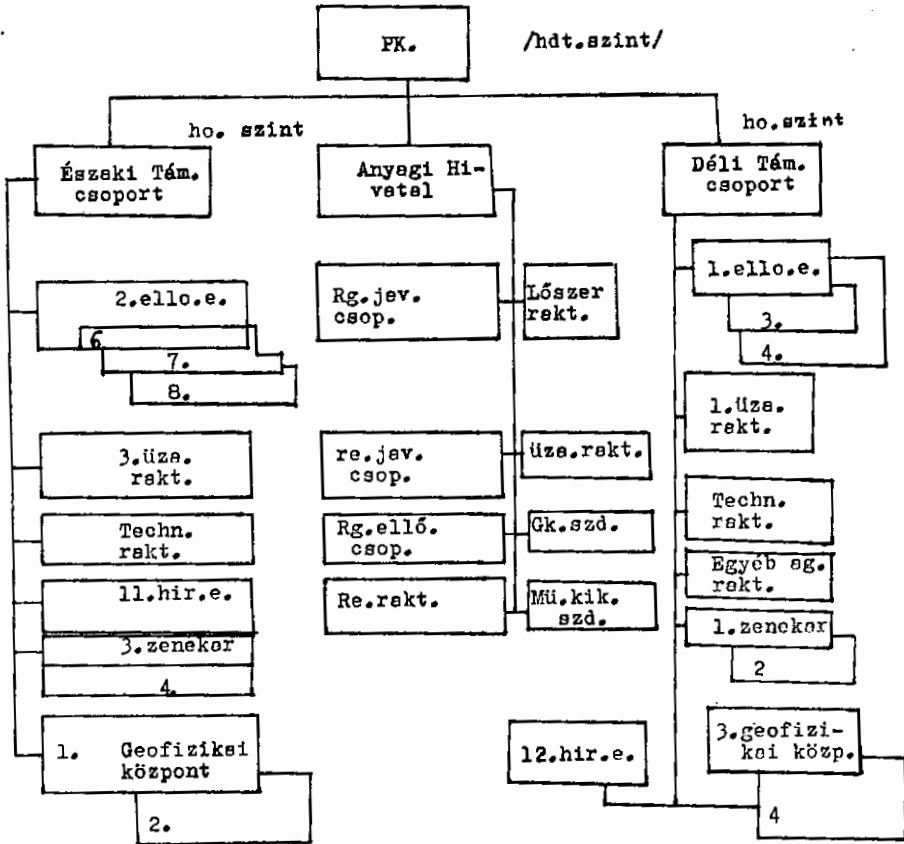 PK.
/hdt.szint/
ho. szint
ho.szint
Északi Tám.
csoport
Anyagi Hi-
vatal
Déli Tám.
csoport
2.ello.e.
6
7.
8.
3.üza.
rakt.
Techn.
rakt.
11.hir.e.
3.zenekar
4.
1. Geofizikai
központ
2.
Rg.jav.
csop.
Lőszer
rakt.
re.jav.
csop.
üza.rakt.
Rg.ellő.
csop.
Gk.szd.
Re.rakt.
Mü.kik.
szd.
1.ello.e.
3.
4.
1.üza.
rakt.
Techn.
rakt.
Egyéb ag.
rakt.
1.zenekar
2
12.hir.e.
3.geofizi-
kai közp.
4